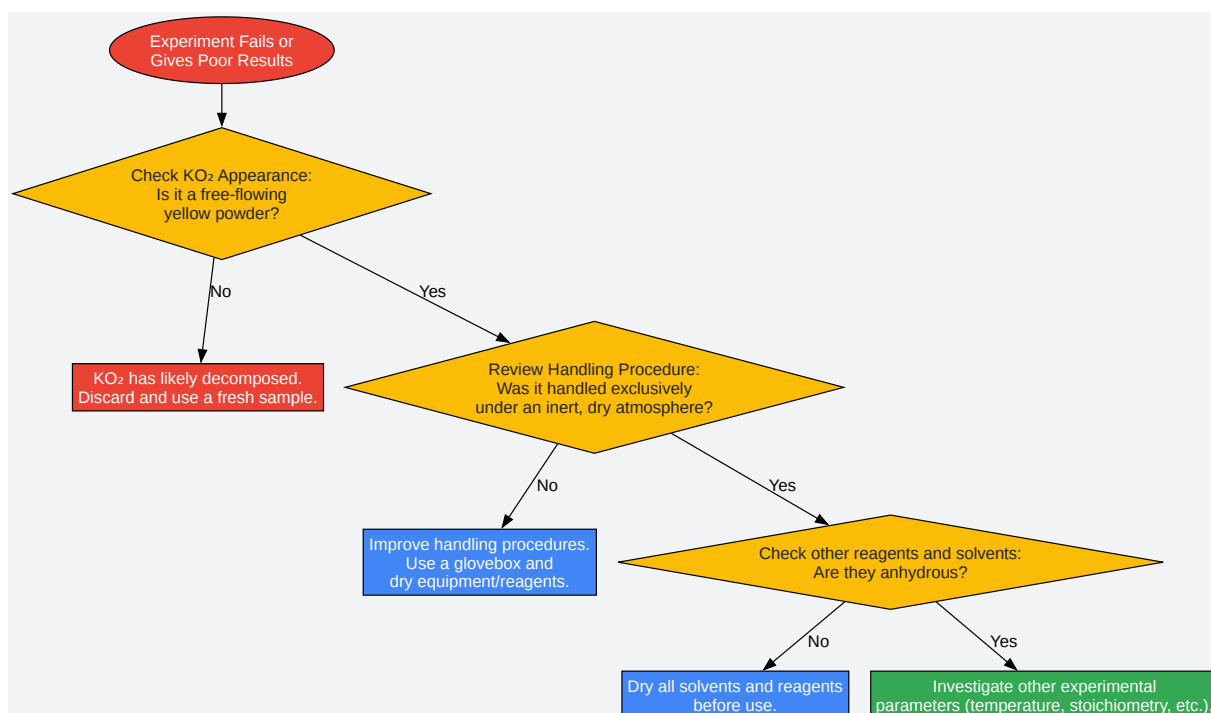 Experiment Fails or
Gives Poor Results
Check KO₂ Appearance:
Is it a free-flowing
yellow powder?
No
Yes
KO₂ has likely decomposed.
Discard and use a fresh sample.
Review Handling Procedure:
Was it handled exclusively
under an inert, dry atmosphere?
No
Yes
Improve handling procedures.
Use a glovebox and
dry equipment/reagents.
Check other reagents and solvents:
Are they anhydrous?
No
Yes
Dry all solvents and reagents
before use.
Investigate other experimental
parameters (temperature, stoichiometry, etc.).